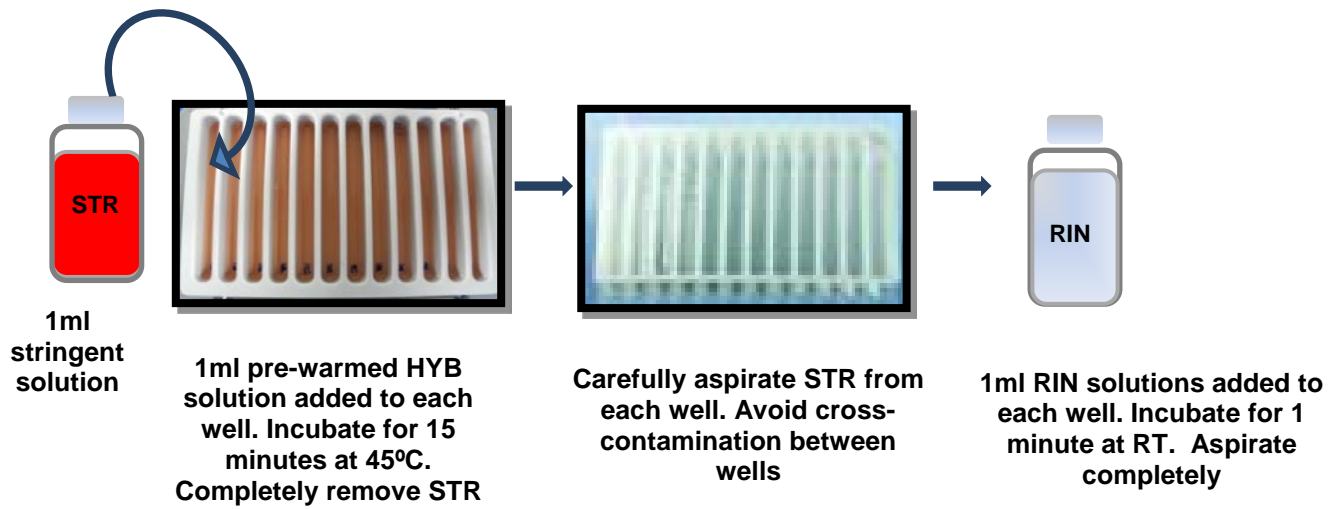 STR
RIN
1ml
stringent
solution
1ml pre-warmed HYB
solution added to each
well. Incubate for 15
minutes at 45ºC.
Completely remove STR
Carefully aspirate STR from
each well. Avoid cross-
contamination between
wells
1ml RIN solutions added to
each well. Incubate for 1
minute at RT.  Aspirate
completely